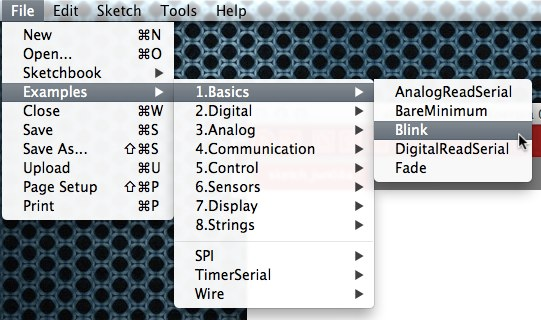 File Edit Sketch Tools Help
New ⌘N
Open... ⌘O
Sketchbook ▶
Examples ▶
Close ⌘W
Save ⌘S
Save As... ⇧⌘S
Upload ⌘U
Page Setup ⇧⌘P
Print ⌘P
1.Basics ▶
2.Digital ▶
3.Analog ▶
4.Communication ▶
5.Control ▶
6.Sensors ▶
7.Display ▶
8.Strings ▶
SPI ▶
TimerSerial ▶
Wire ▶
AnalogReadSerial
BareMinimum
Blink
DigitalReadSerial
Fade